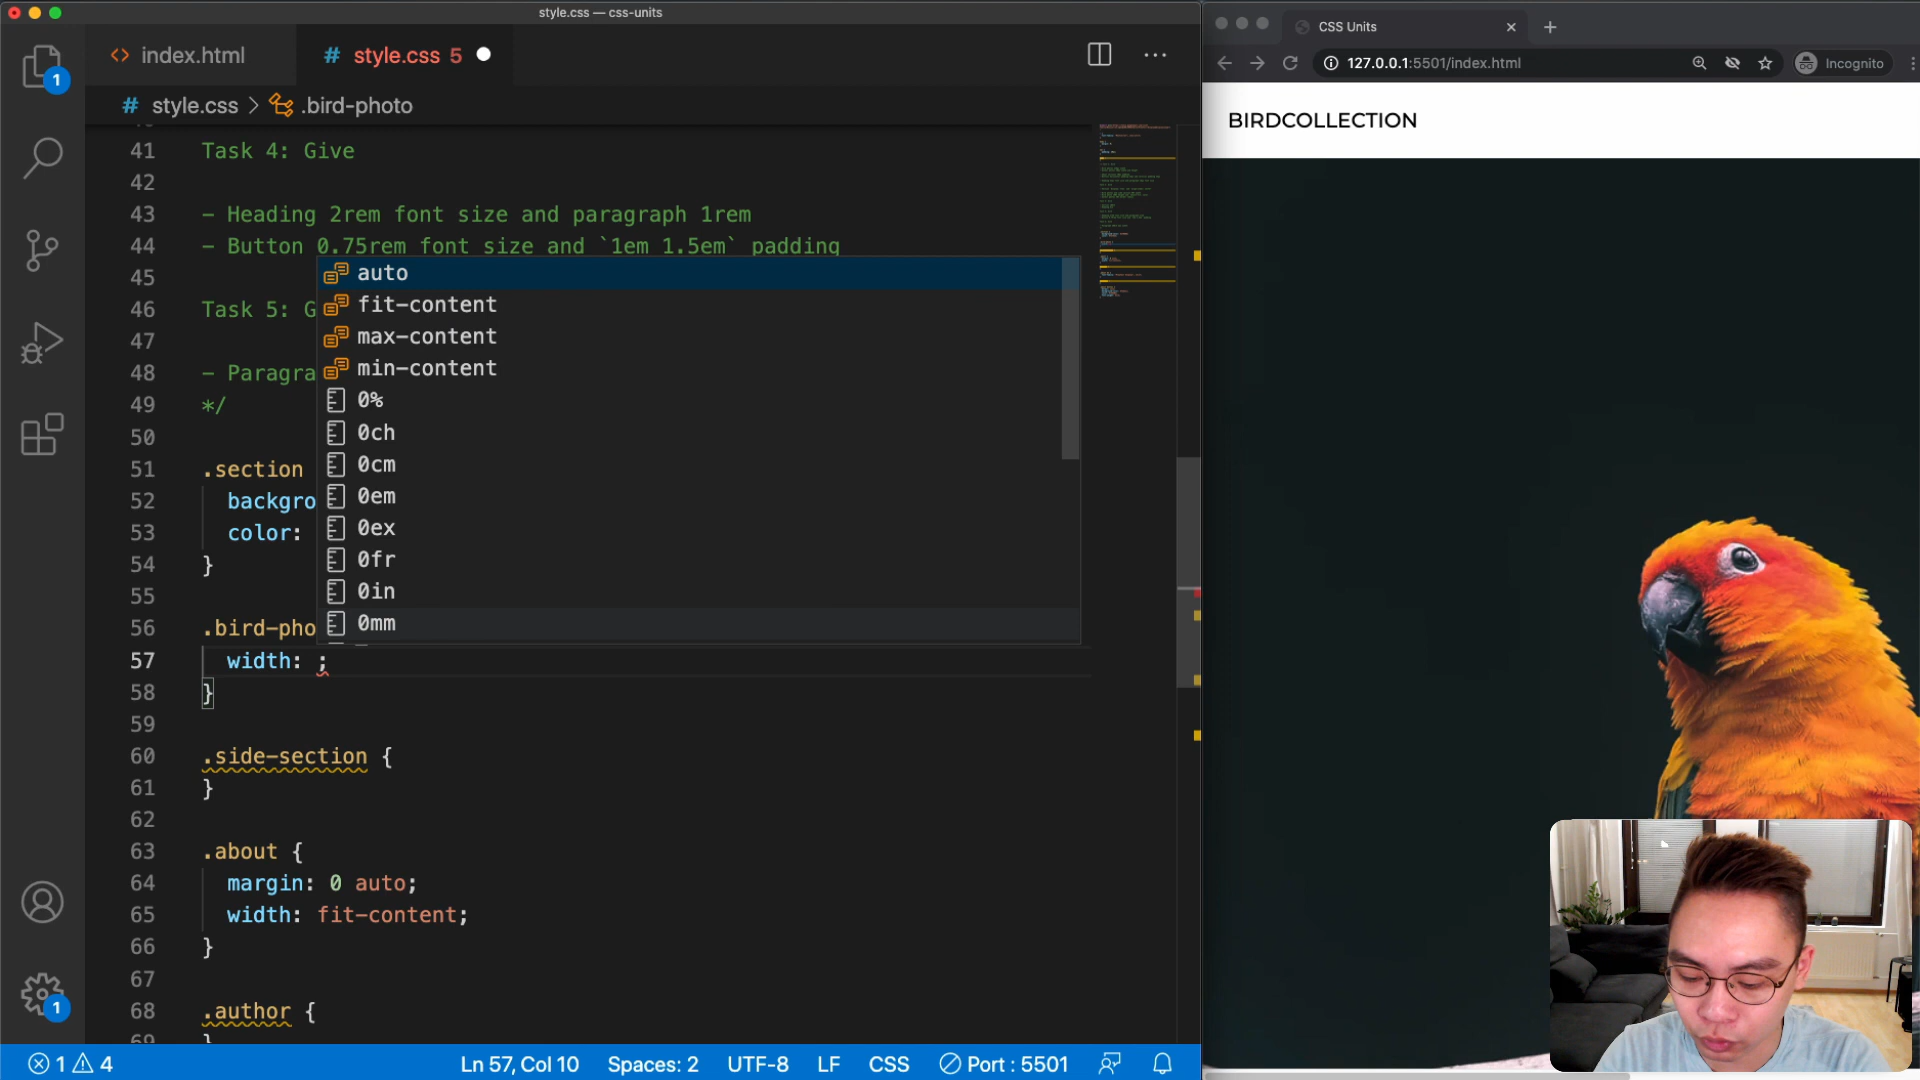 style.css — css-units
index.html
style.css 5
1
style.css > .bird-photo
41 Task 4: Give
42
43 - Heading 2rem font size and paragraph 1rem
44 - Button 0.75rem font size and `1em 1.5em` padding
45
46 Task 5: G
47
48 - Paragra
49 */
50
51 .section
52 backgro
53 color:
54 }
55
56 .bird-pho
57 width: ;
58 }
59
60 .side-section {
61 }
62
63 .about {
64 margin: 0 auto;
65 width: fit-content;
66 }
67
68 .author {
auto
fit-content
max-content
min-content
0%
0ch
0cm
0em
0ex
0fr
0in
0mm
1
1 4
Ln 57, Col 10 Spaces: 2 UTF-8 LF CSS Port : 5501
CSS Units
127.0.0.1:5501/index.html
Incognito
BIRDCOLLECTION